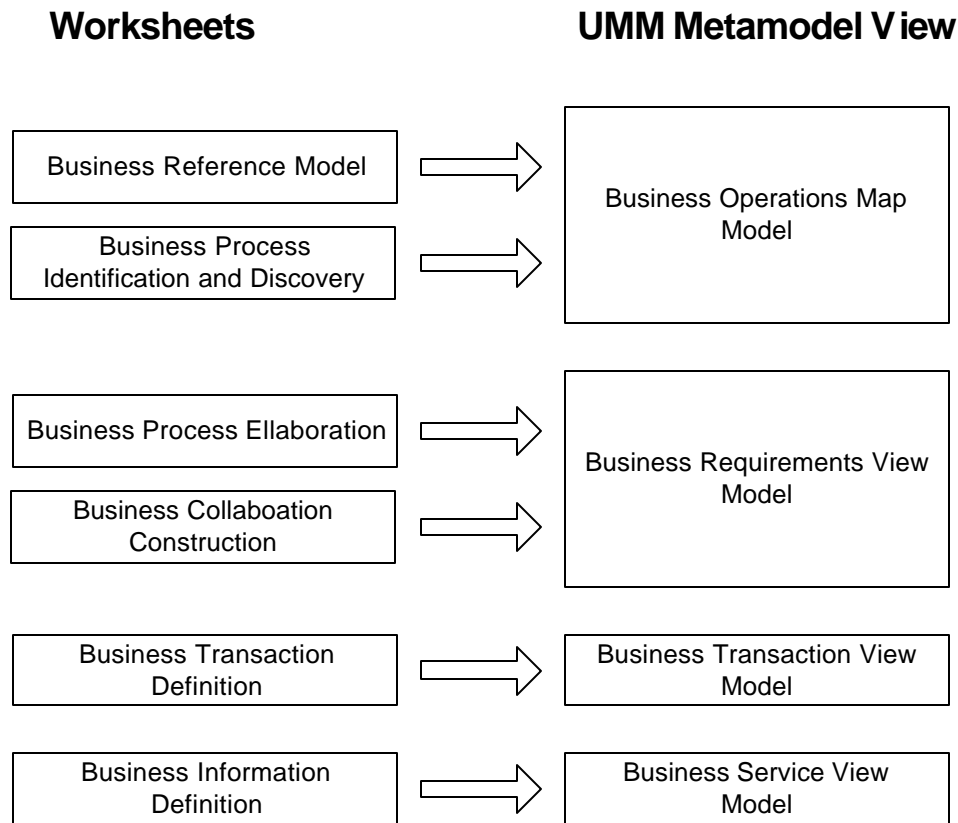 Worksheets
UMM Metamodel View
Business Reference Model
Business Process
Identification and Discovery
Business Operations Map
Model
Business Process Ellaboration
Business Collaboation
Construction
Business Requirements View
Model
Business Transaction
Definition
Business Transaction View
Model
Business Information
Definition
Business Service View
Model